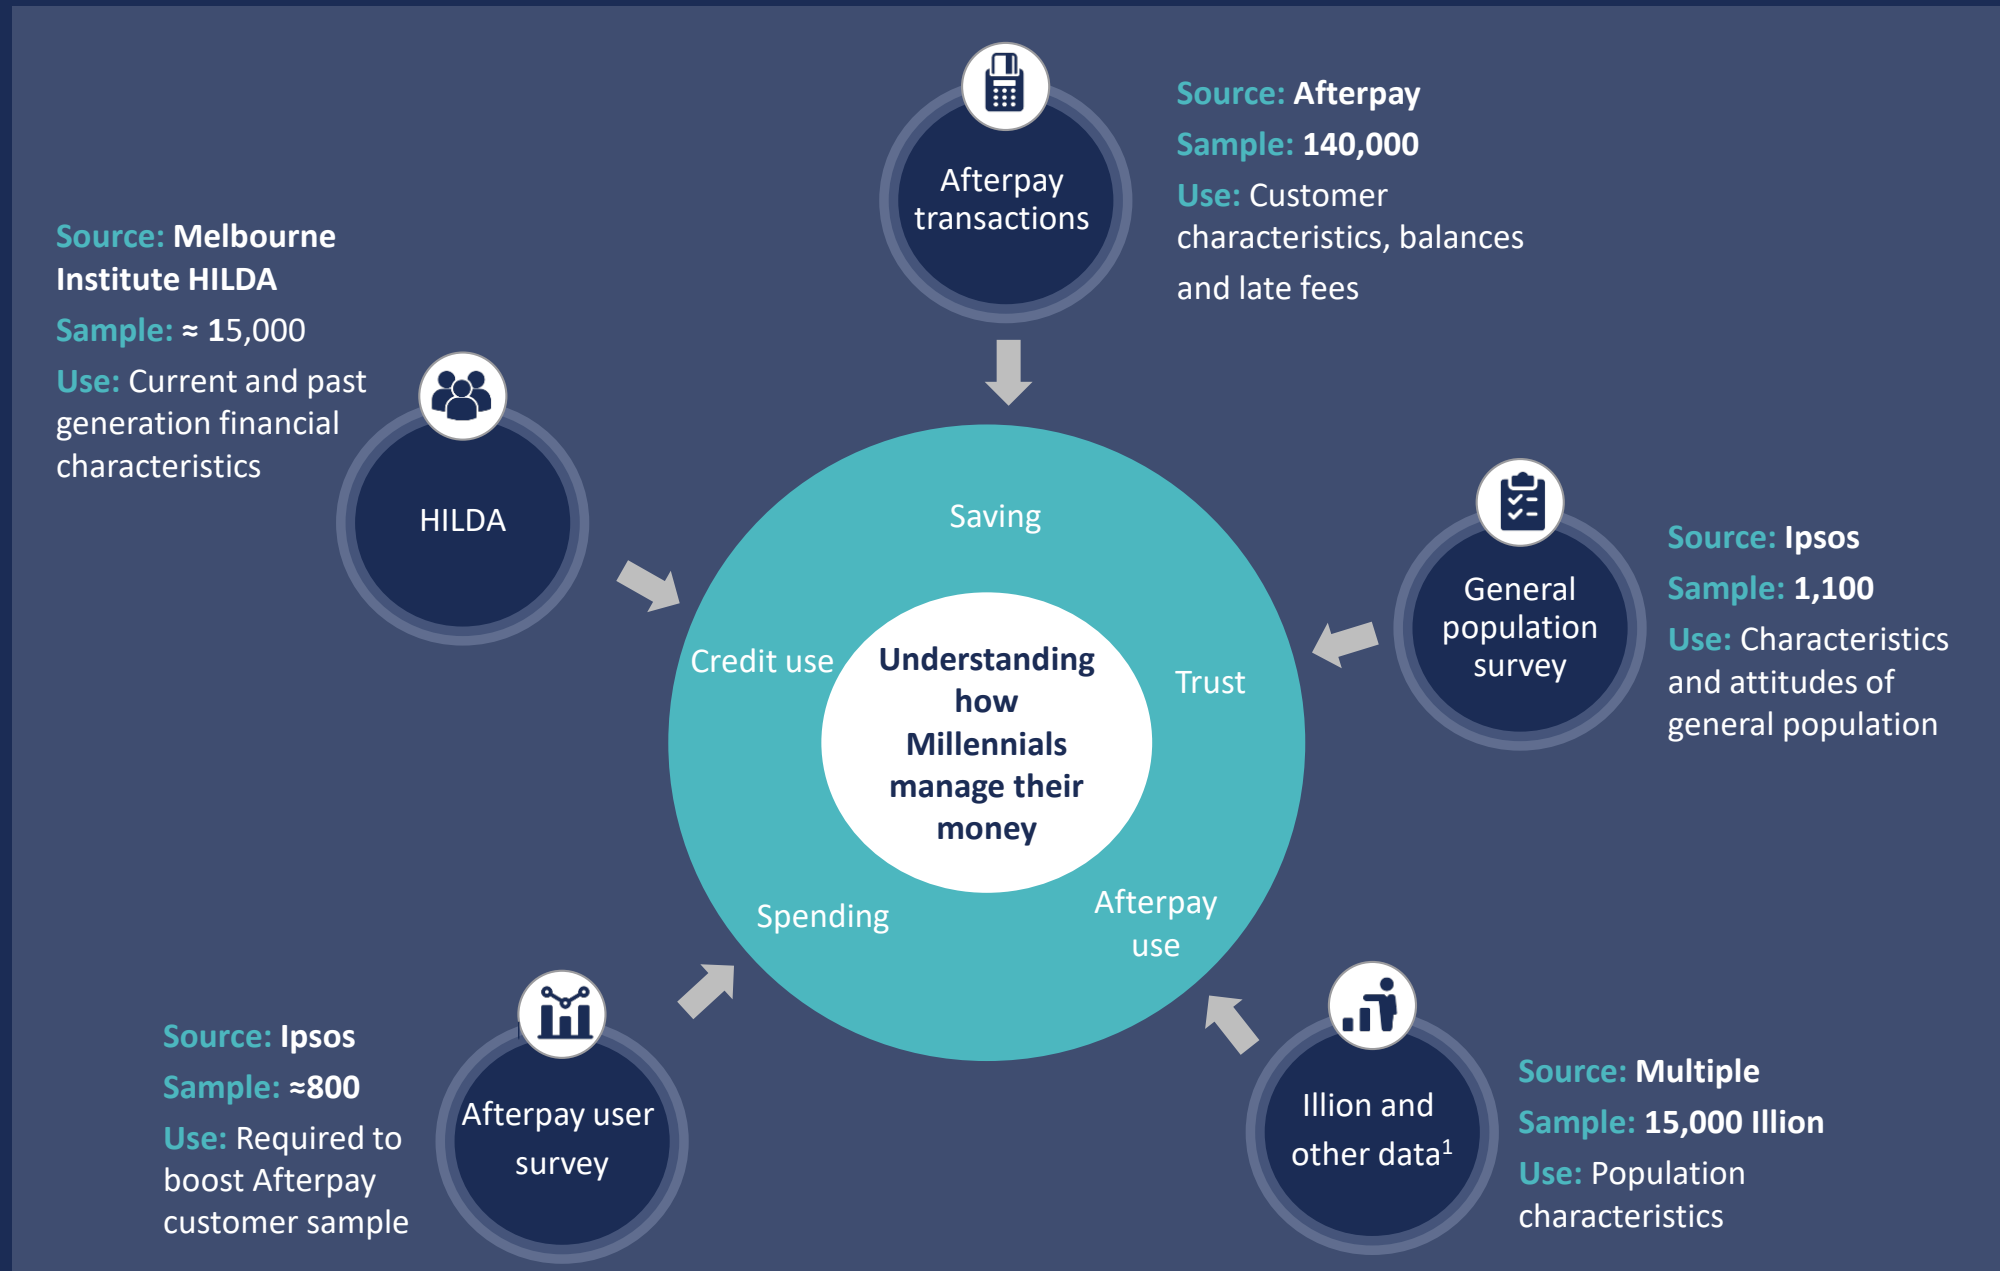 Afterpay
transactions
Source: Afterpay
Sample: 140,000
Use: Customer
characteristics, balances
and late fees
Source: Melbourne
Institute HILDA
Sample: ≈ 15,000
Use: Current and past
generation financial
characteristics
HILDA
General
population
survey
Source: Ipsos
Sample: 1,100
Use: Characteristics
and attitudes of
general population
Saving
Credit use
Trust
Spending
Afterpay
use
Understanding
how
Millennials
manage their
money
Source: Ipsos
Sample: ≈800
Use: Required to
boost Afterpay
customer sample
Afterpay user
survey
Illion and
other data¹
Source: Multiple
Sample: 15,000 Illion
Use: Population
characteristics